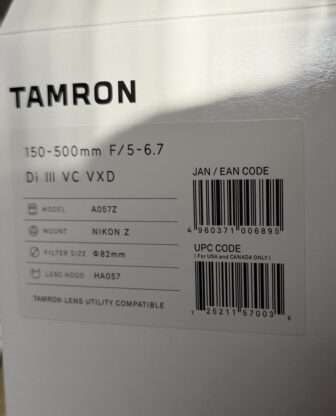 TAMRON
150-500mm F/5-6.7
Di III VC VXD
MODEL A057Z
MOUNT NIKON Z
FILTER SIZE Φ82mm
LENS HOOD HA057
TAMRON LENS UTILITY COMPATIBLE
JAN / EAN CODE
4 960371 006895
UPC CODE
(For USA and CANADA ONLY)
7 25211 57003 5